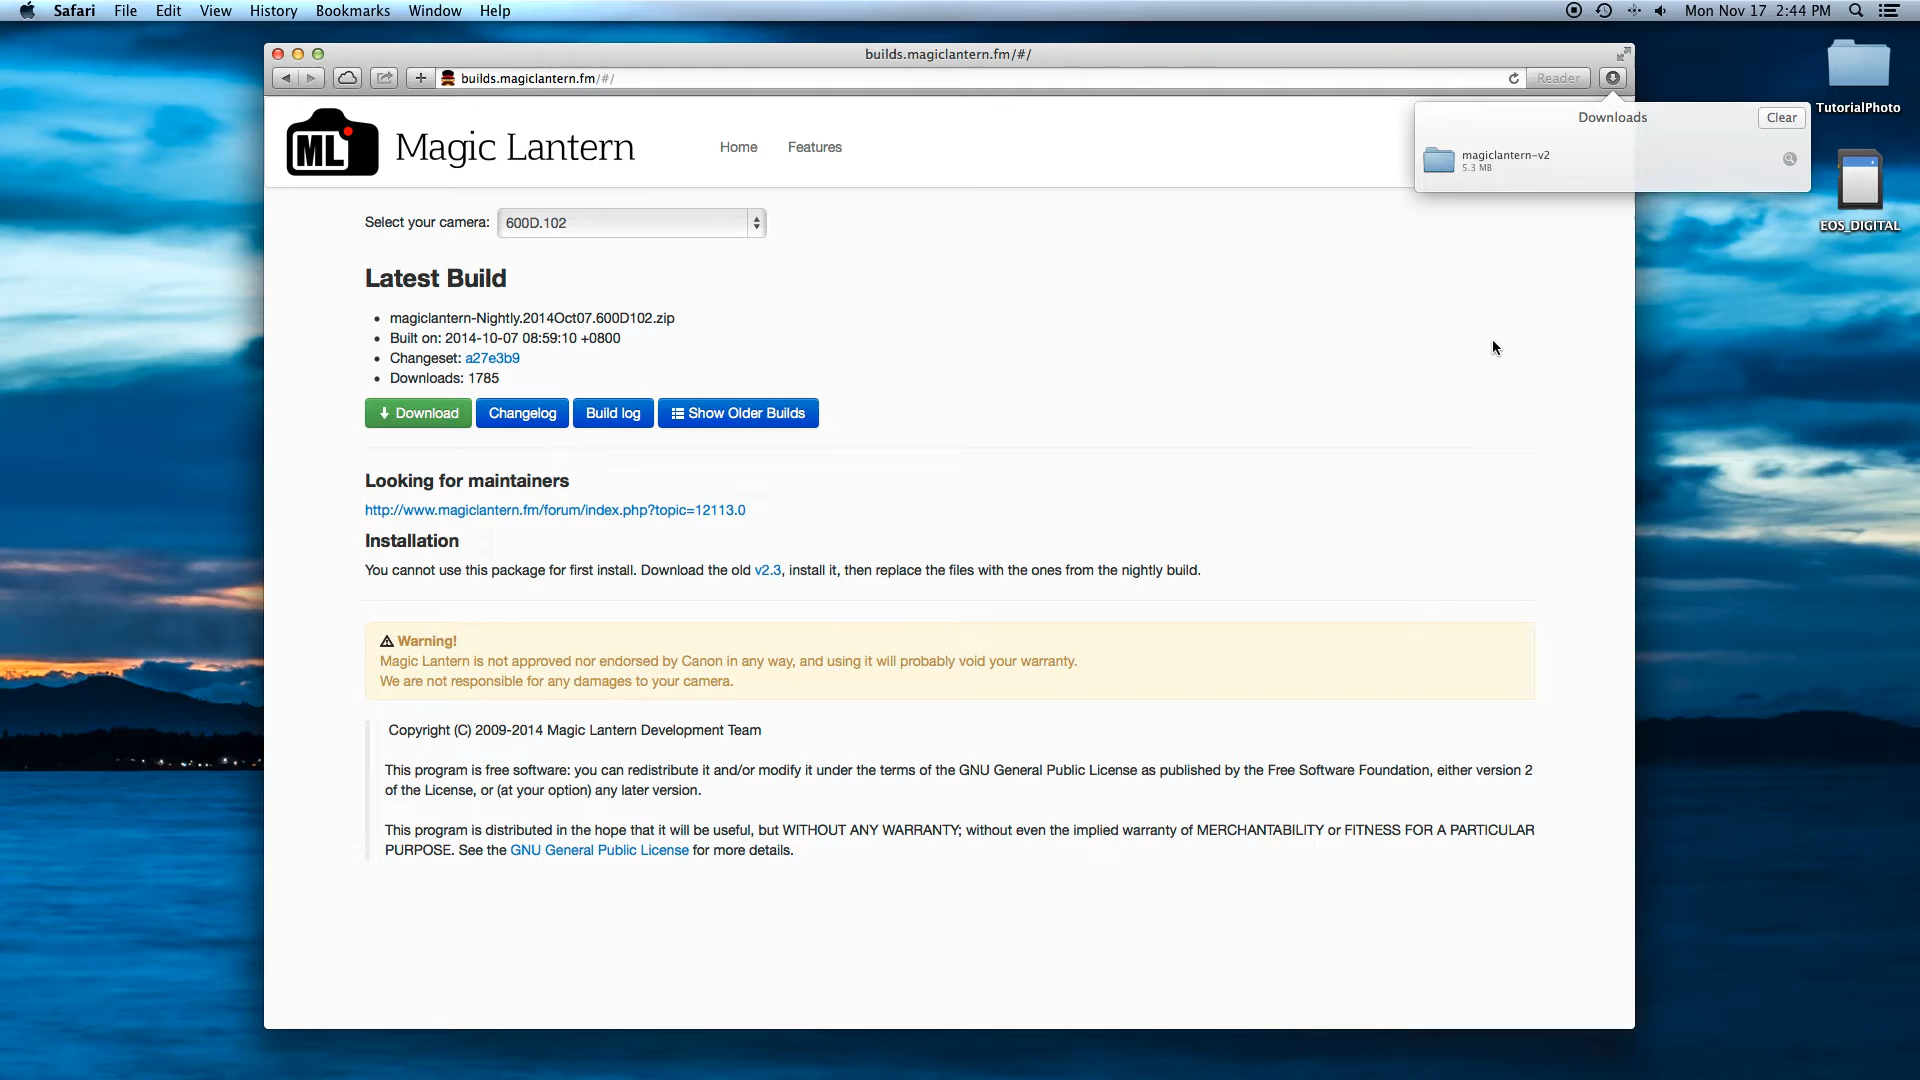 Safari File Edit View History Bookmarks Window Help
Mon Nov 17 2:44 PM
builds.magiclantern.fm/#/
builds.magiclantern.fm/#/
Reader
TutorialPhoto
Downloads
Clear
magiclantern-v2
5.3 MB
EOS_DIGITAL
ML
Magic Lantern
Home
Features
Select your camera:
600D.102
Latest Build
• magiclantern-Nightly.2014Oct07.600D102.zip
• Built on: 2014-10-07 08:59:10 +0800
• Changeset: a27e3b9
• Downloads: 1785
Download
Changelog
Build log
Show Older Builds
Looking for maintainers
http://www.magiclantern.fm/forum/index.php?topic=12113.0
Installation
You cannot use this package for first install. Download the old v2.3, install it, then replace the files with the ones from the nightly build.
Warning!
Magic Lantern is not approved nor endorsed by Canon in any way, and using it will probably void your warranty.
We are not responsible for any damages to your camera.
Copyright (C) 2009-2014 Magic Lantern Development Team
This program is free software: you can redistribute it and/or modify it under the terms of the GNU General Public License as published by the Free Software Foundation, either version 2
of the License, or (at your option) any later version.
This program is distributed in the hope that it will be useful, but WITHOUT ANY WARRANTY; without even the implied warranty of MERCHANTABILITY or FITNESS FOR A PARTICULAR
PURPOSE. See the GNU General Public License for more details.